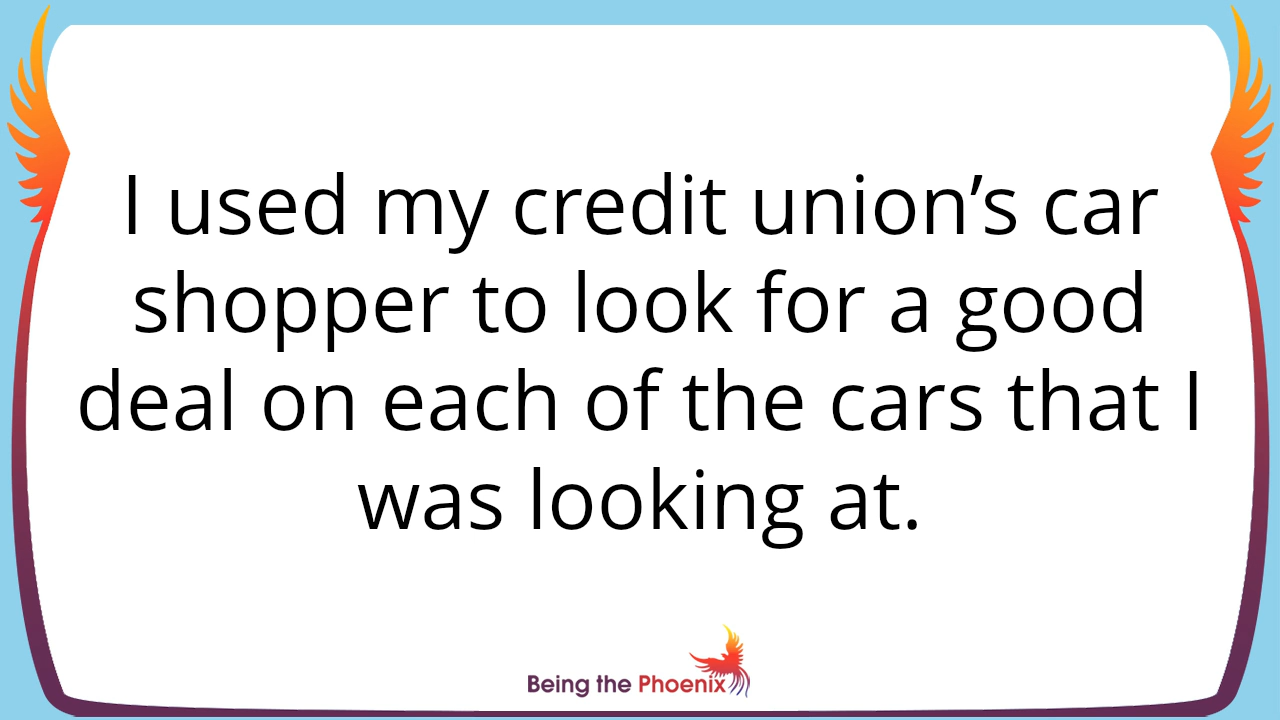 I used my credit union’s car
shopper to look for a good
deal on each of the cars that I
was looking at.
Being the Phoenix